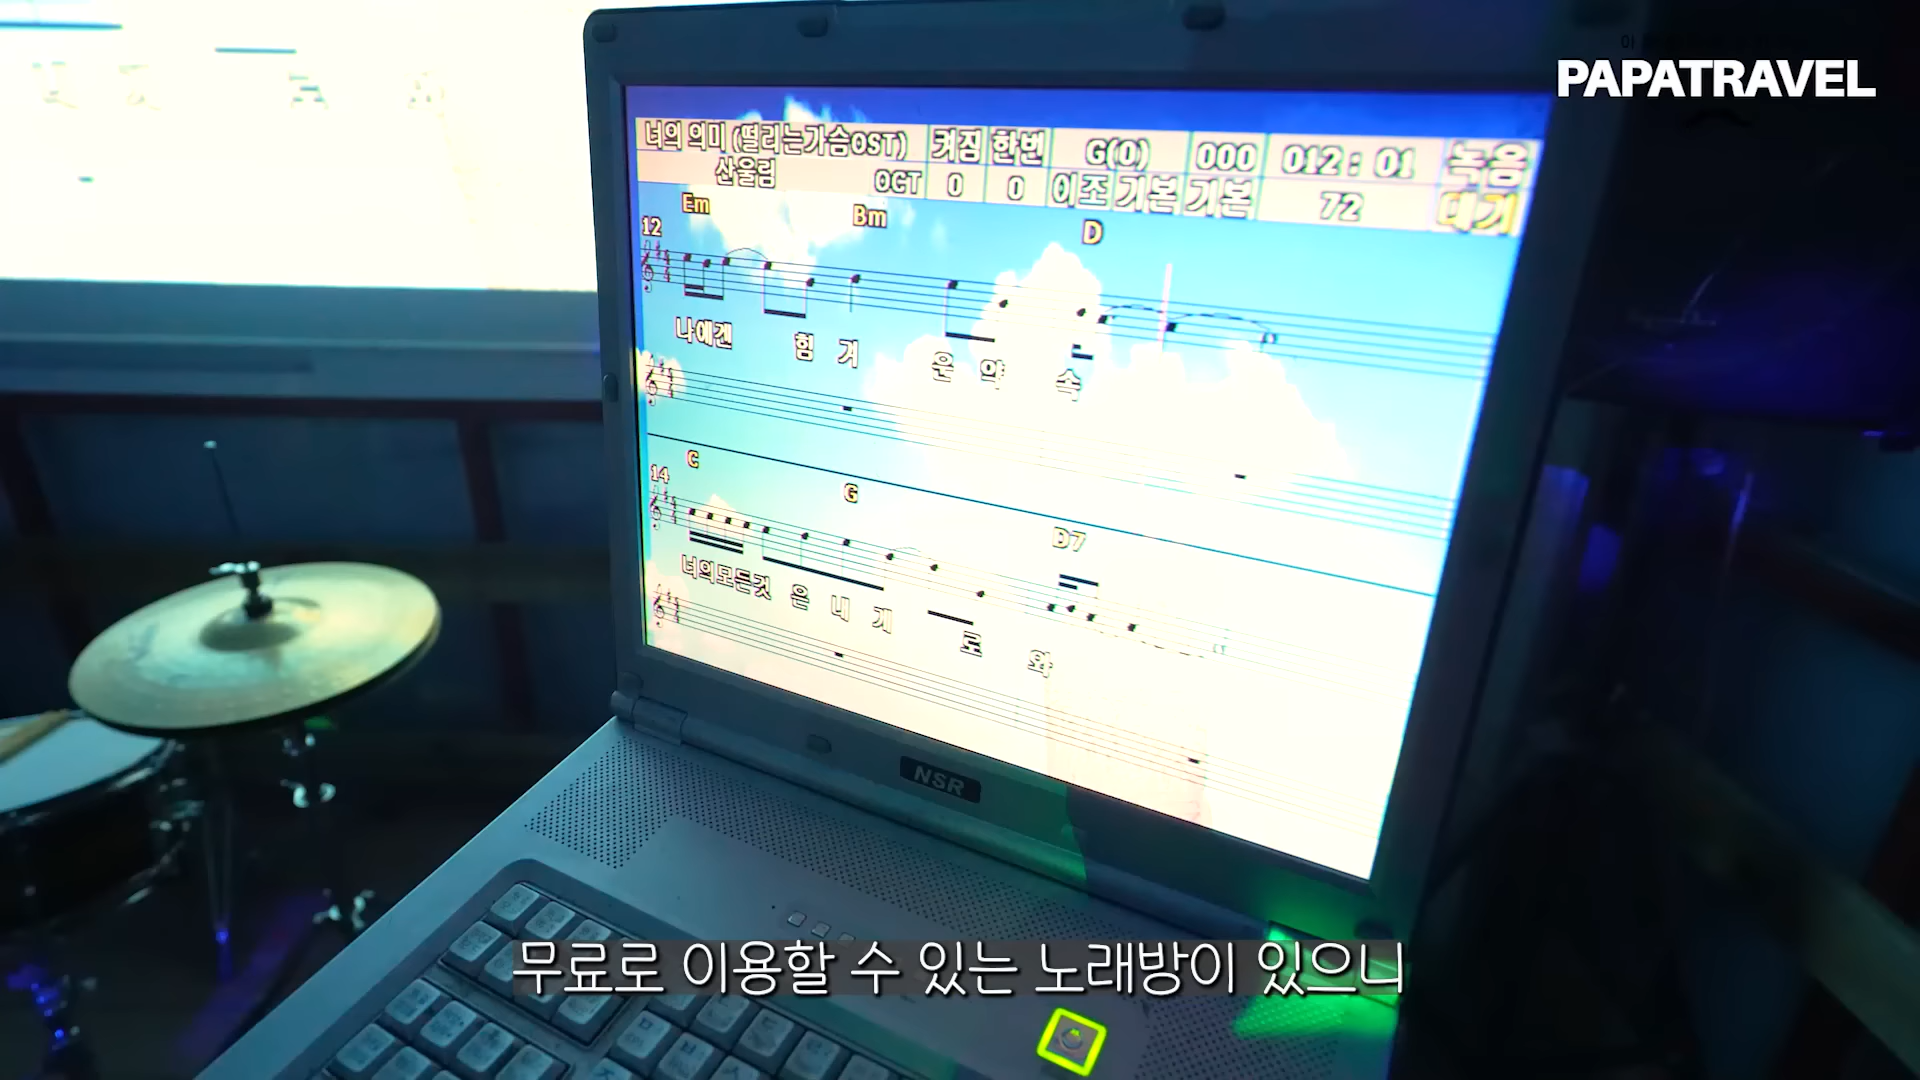 PAPATRAVEL
너의 의미 (떨리는가슴OST) 켜짐 한번 G(0) 000 012 : 01 녹음
산울림 OCT 0 0 이조 기본 기본 72 대기
Em Bm D
12
나에겐 힘 겨 운 약 속
C G D7
14
너의모든것 은 내 게 로 와
NSR
무료로 이용할 수 있는 노래방이 있으니